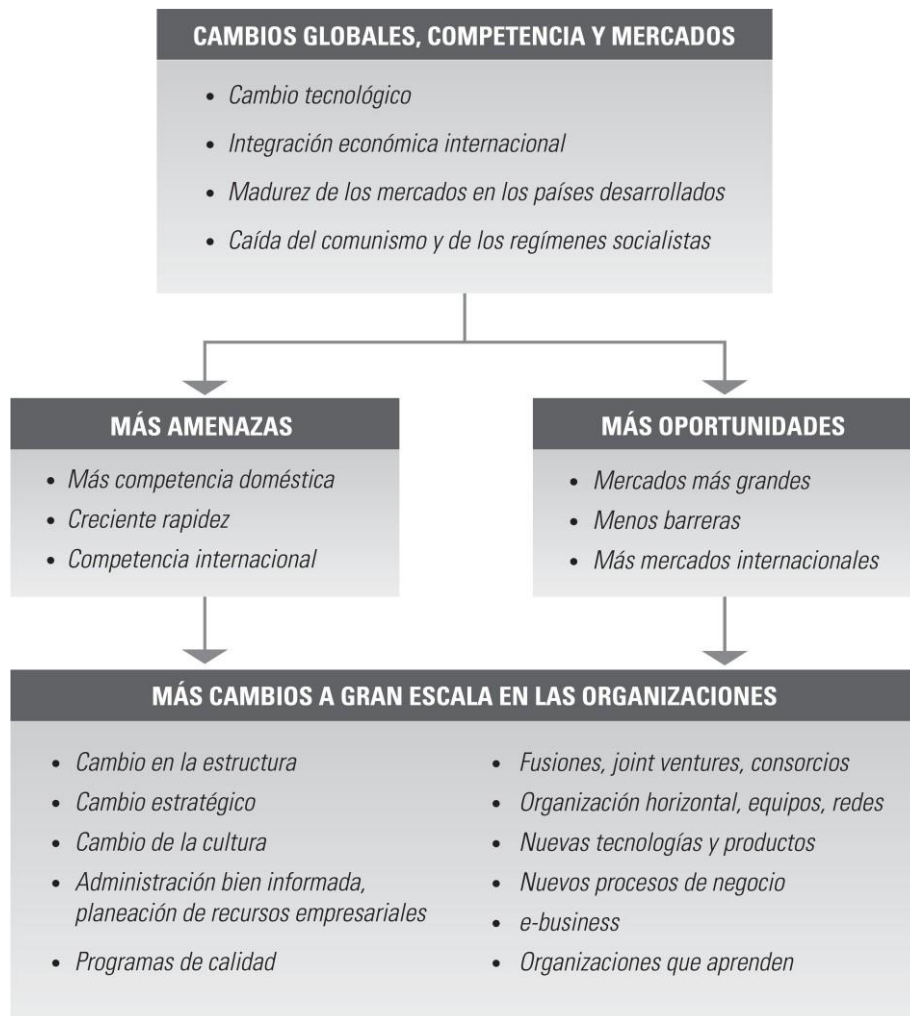 CAMBIOS GLOBALES, COMPETENCIA Y MERCADOS
• Cambio tecnológico
• Integración económica internacional
• Madurez de los mercados en los países desarrollados
• Caída del comunismo y de los regímenes socialistas
MÁS AMENAZAS
• Más competencia doméstica
• Creciente rapidez
• Competencia internacional
MÁS OPORTUNIDADES
• Mercados más grandes
• Menos barreras
• Más mercados internacionales
MÁS CAMBIOS A GRAN ESCALA EN LAS ORGANIZACIONES
• Cambio en la estructura
• Cambio estratégico
• Cambio de la cultura
• Administración bien informada,
planeación de recursos empresariales
• Programas de calidad
• Fusiones, joint ventures, consorcios
• Organización horizontal, equipos, redes
• Nuevas tecnologías y productos
• Nuevos procesos de negocio
• e-business
• Organizaciones que aprenden